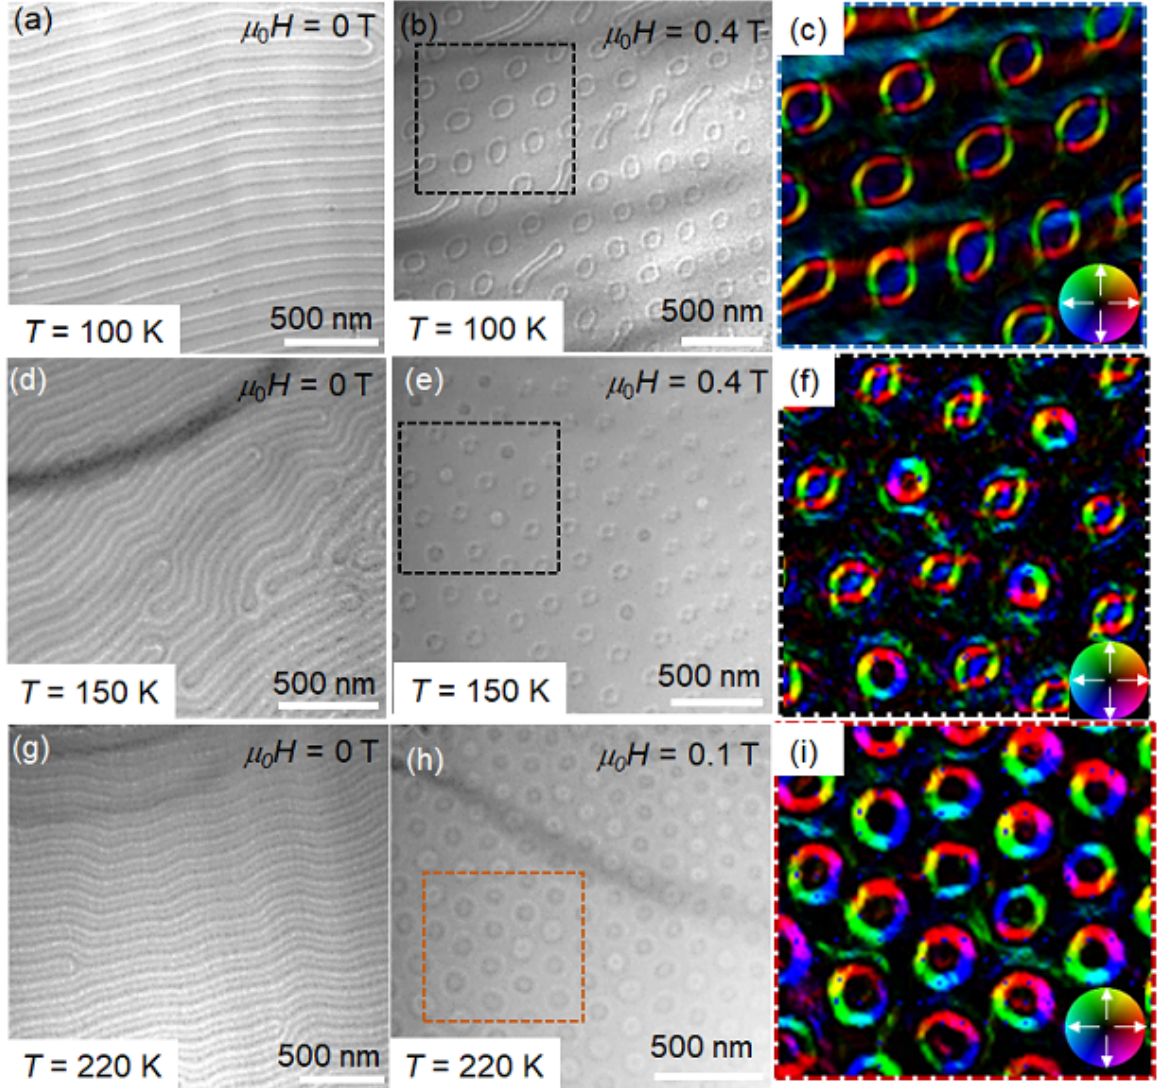 (a) μ₀H = 0 T
T = 100 K 500 nm
(b) μ₀H = 0.4 T
T = 100 K 500 nm
(c)
(d) μ₀H = 0 T
T = 150 K 500 nm
(e) μ₀H = 0.4 T
T = 150 K 500 nm
(f)
(g) μ₀H = 0 T
T = 220 K 500 nm
(h) μ₀H = 0.1 T
T = 220 K 500 nm
(i)